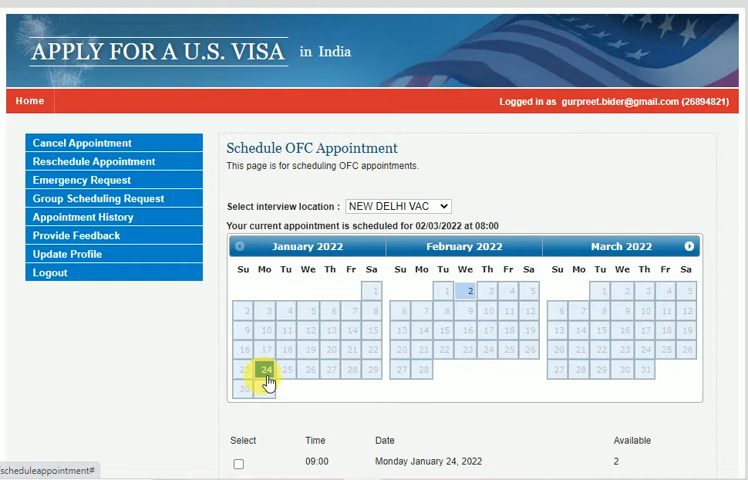 APPLY FOR A U.S. VISA in India
Home
Logged in as gurpreet.bider@gmail.com (26894821)
Cancel Appointment
Reschedule Appointment
Emergency Request
Group Scheduling Request
Appointment History
Provide Feedback
Update Profile
Logout
Schedule OFC Appointment
This page is for scheduling OFC appointments.
Select interview location : NEW DELHI VAC
Your current appointment is scheduled for 02/03/2022 at 08:00
January 2022
Su Mo Tu We Th Fr Sa
1
2 3 4 5 6 7 8
9 10 11 12 13 14 15
16 17 18 19 20 21 22
23 24 25 26 27 28 29
30
February 2022
Su Mo Tu We Th Fr Sa
1 2 3 4 5
6 7 8 9 10 11 12
13 14 15 16 17 18 19
20 21 22 23 24 25 26
27 28
March 2022
Su Mo Tu We Th Fr Sa
1 2 3 4 5
6 7 8 9 10 11 12
13 14 15 16 17 18 19
20 21 22 23 24 25 26
27 28 29 30 31
Select Time Date Available
09:00 Monday January 24, 2022 2
scheduleappointment#